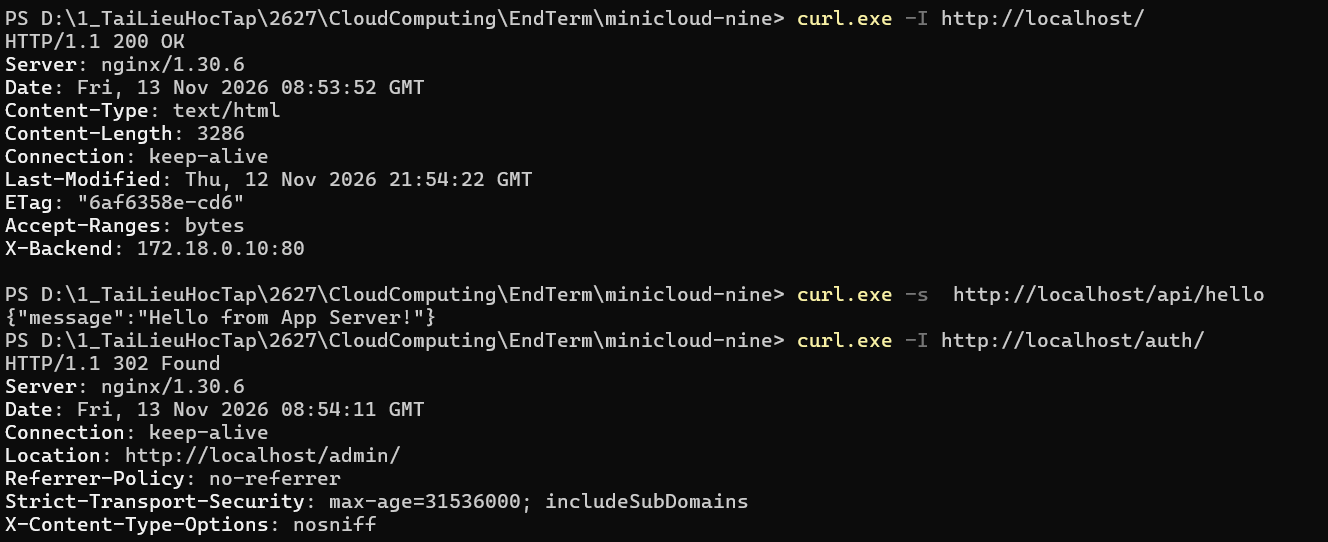 PS D:\1_TaiLieuHocTap\2627\CloudComputing\EndTerm\minicloud-nine> curl.exe -I http://localhost/
HTTP/1.1 200 OK
Server: nginx/1.30.6
Date: Fri, 13 Nov 2026 08:53:52 GMT
Content-Type: text/html
Content-Length: 3286
Connection: keep-alive
Last-Modified: Thu, 12 Nov 2026 21:54:22 GMT
ETag: "6af6358e-cd6"
Accept-Ranges: bytes
X-Backend: 172.18.0.10:80
PS D:\1_TaiLieuHocTap\2627\CloudComputing\EndTerm\minicloud-nine> curl.exe -s  http://localhost/api/hello
{"message":"Hello from App Server!"}
PS D:\1_TaiLieuHocTap\2627\CloudComputing\EndTerm\minicloud-nine> curl.exe -I http://localhost/auth/
HTTP/1.1 302 Found
Server: nginx/1.30.6
Date: Fri, 13 Nov 2026 08:54:11 GMT
Connection: keep-alive
Location: http://localhost/admin/
Referrer-Policy: no-referrer
Strict-Transport-Security: max-age=31536000; includeSubDomains
X-Content-Type-Options: nosniff